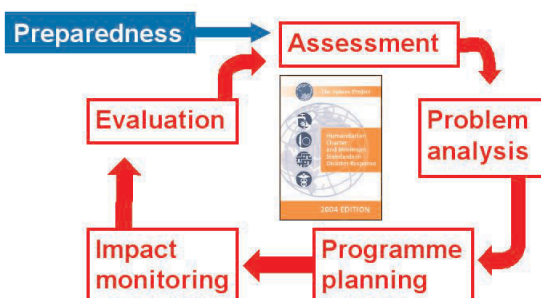 Preparedness
Assessment
Problem
analysis
Programme
planning
Impact
monitoring
Evaluation
The Sphere Project
Humanitarian
Charter
and Minimum
Standards in
Disaster Response
2004 EDITION